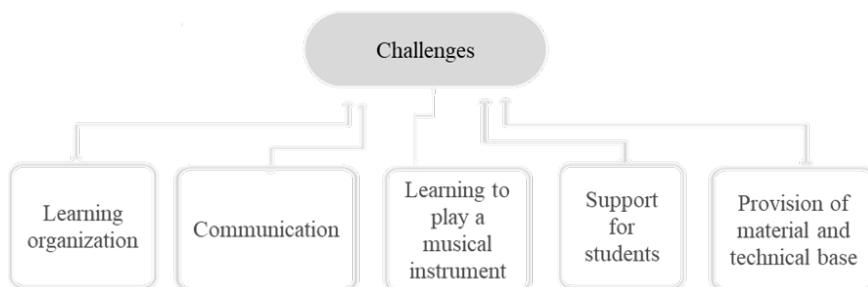 Challenges
Learning
organization
Communication
Learning to
play a
musical
instrument
Support
for
students
Provision of
material and
technical base